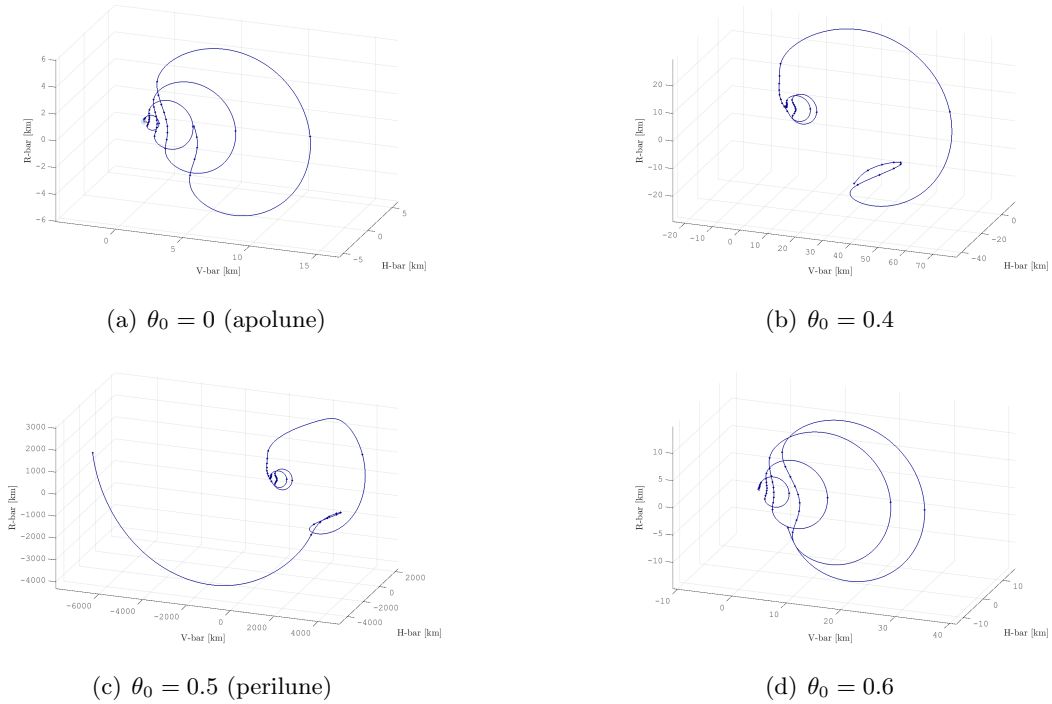 6
4
2
0
−2
−4
−6
R-bar [km]
0
5
10
15
V-bar [km]
−5
0
5
H-bar [km]
(a) θ₀ = 0 (apolune)
20
10
0
−10
−20
R-bar [km]
−20 −10 0 10 20 30 40 50 60 70
V-bar [km]
−40
−20
0
H-bar [km]
(b) θ₀ = 0.4
3000
2000
1000
0
−1000
−2000
−3000
−4000
R-bar [km]
−6000 −4000 −2000 0 2000 4000
V-bar [km]
−4000
−2000
0
2000
H-bar [km]
(c) θ₀ = 0.5 (perilune)
10
5
0
−5
−10
R-bar [km]
−10 0 10 20 30 40
V-bar [km]
−10
0
10
H-bar [km]
(d) θ₀ = 0.6